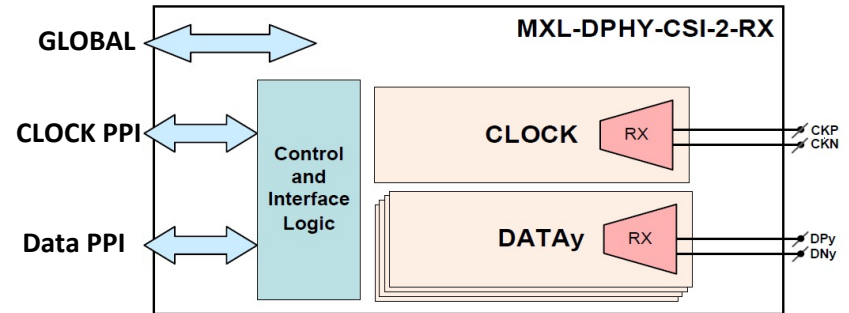 MXL-DPHY-CSI-2-RX
GLOBAL
CLOCK PPI
Data PPI
Control
and
Interface
Logic
CLOCK
RX
CKP
CKN
DATAy
RX
DPy
DNy